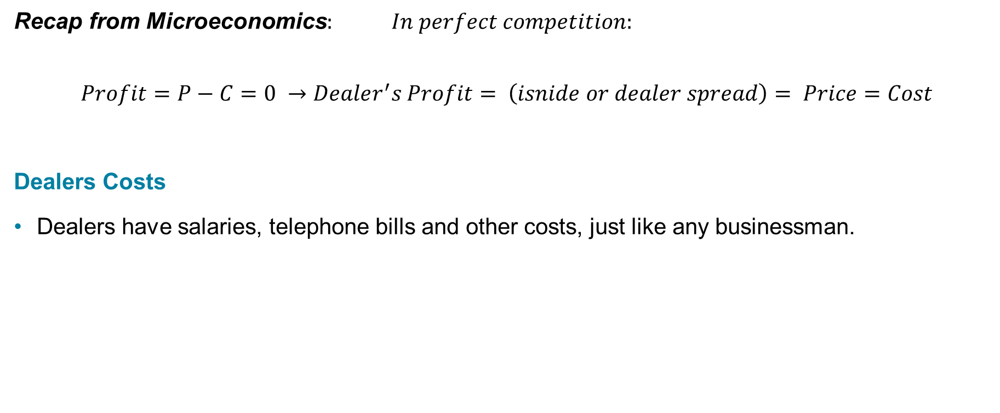 Recap from Microeconomics: In perfect competition:
Profit = P − C = 0 → Dealer′s Profit = (isnide or dealer spread) = Price = Cost
Dealers Costs
• Dealers have salaries, telephone bills and other costs, just like any businessman.